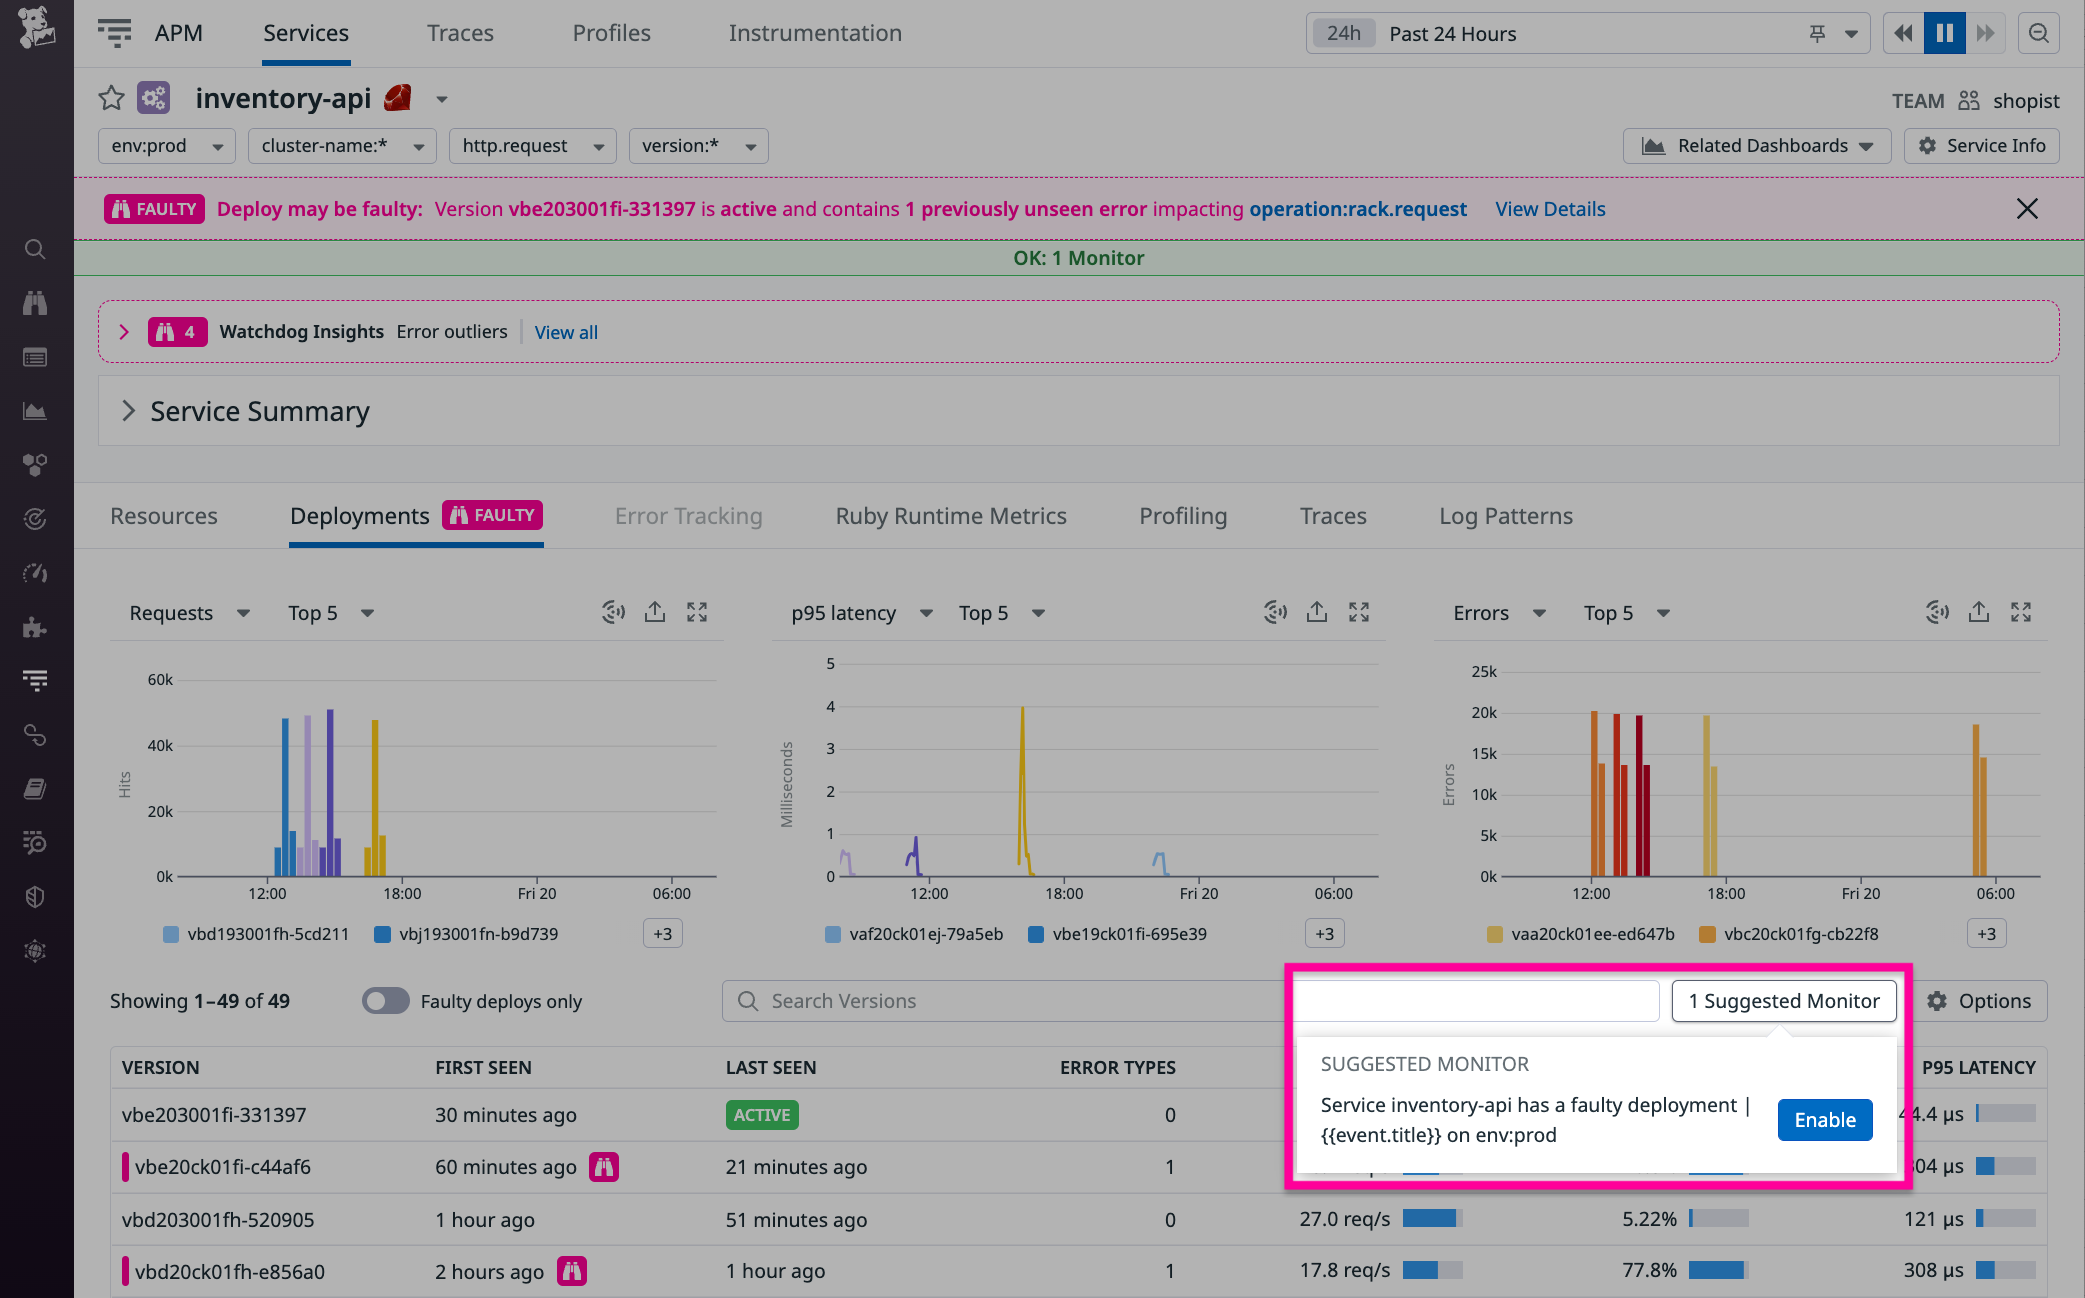 APM Services Traces Profiles Instrumentation 24h Past 24 Hours
inventory-api TEAM shopist
env:prod cluster-name:* http.request version:* Related Dashboards Service Info
FAULTY Deploy may be faulty: Version vbe203001fi-331397 is active and contains 1 previously unseen error impacting operation:rack.request View Details
OK: 1 Monitor
4 Watchdog Insights Error outliers View all
Service Summary
Resources Deployments FAULTY Error Tracking Ruby Runtime Metrics Profiling Traces Log Patterns
Requests Top 5
Hits
60k
40k
20k
0k
12:00 18:00 Fri 20 06:00
vbd193001fh-5cd211 vbj193001fn-b9d739 +3
p95 latency Top 5
Milliseconds
5
4
3
2
1
0
12:00 18:00 Fri 20 06:00
vaf20ck01ej-79a5eb vbe19ck01fi-695e39 +3
Errors Top 5
Errors
25k
20k
15k
10k
5k
0k
12:00 18:00 Fri 20 06:00
vaa20ck01ee-ed647b vbc20ck01fg-cb22f8 +3
Showing 1–49 of 49 Faulty deploys only Search Versions 1 Suggested Monitor Options
SUGGESTED MONITOR
Service inventory-api has a faulty deployment |
{{event.title}} on env:prod
Enable
VERSION FIRST SEEN LAST SEEN ERROR TYPES P95 LATENCY
vbe203001fi-331397 30 minutes ago ACTIVE 0 44.4 µs
vbe20ck01fi-c44af6 60 minutes ago 21 minutes ago 1 304 µs
vbd203001fh-520905 1 hour ago 51 minutes ago 0 27.0 req/s 5.22% 121 µs
vbd20ck01fh-e856a0 2 hours ago 1 hour ago 1 17.8 req/s 77.8% 308 µs